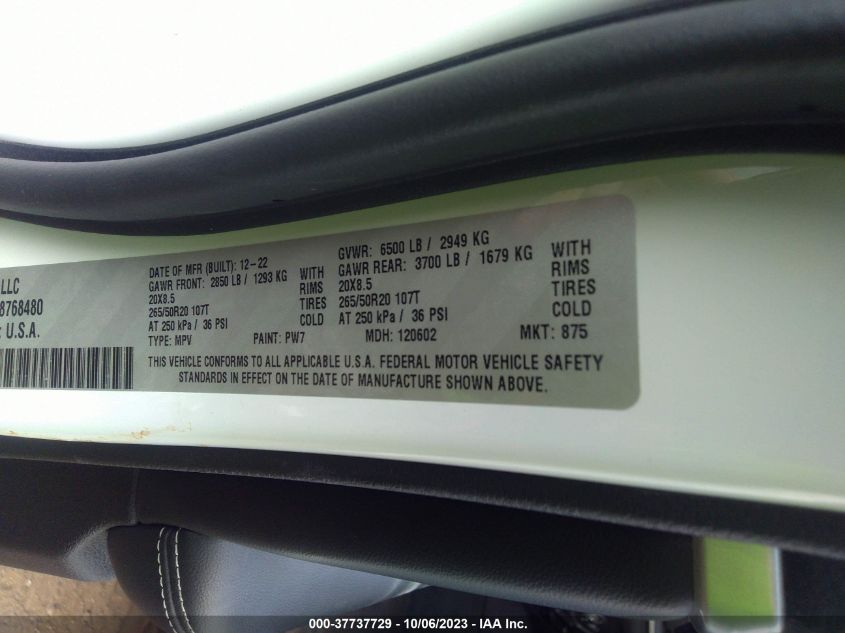 LLC
8768480
: U.S.A.
DATE OF MFR (BUILT): 12-22
GAWR FRONT: 2850 LB / 1293 KG WITH
20X8.5 RIMS
265/50R20 107T TIRES
AT 250 kPa / 36 PSI COLD
GVWR: 6500 LB / 2949 KG
GAWR REAR: 3700 LB / 1679 KG WITH
20X8.5 RIMS
265/50R20 107T TIRES
AT 250 kPa / 36 PSI COLD
TYPE: MPV PAINT: PW7 MDH: 120602 MKT: 875
THIS VEHICLE CONFORMS TO ALL APPLICABLE U.S.A. FEDERAL MOTOR VEHICLE SAFETY
STANDARDS IN EFFECT ON THE DATE OF MANUFACTURE SHOWN ABOVE.
000-37737729 - 10/06/2023 - IAA Inc.